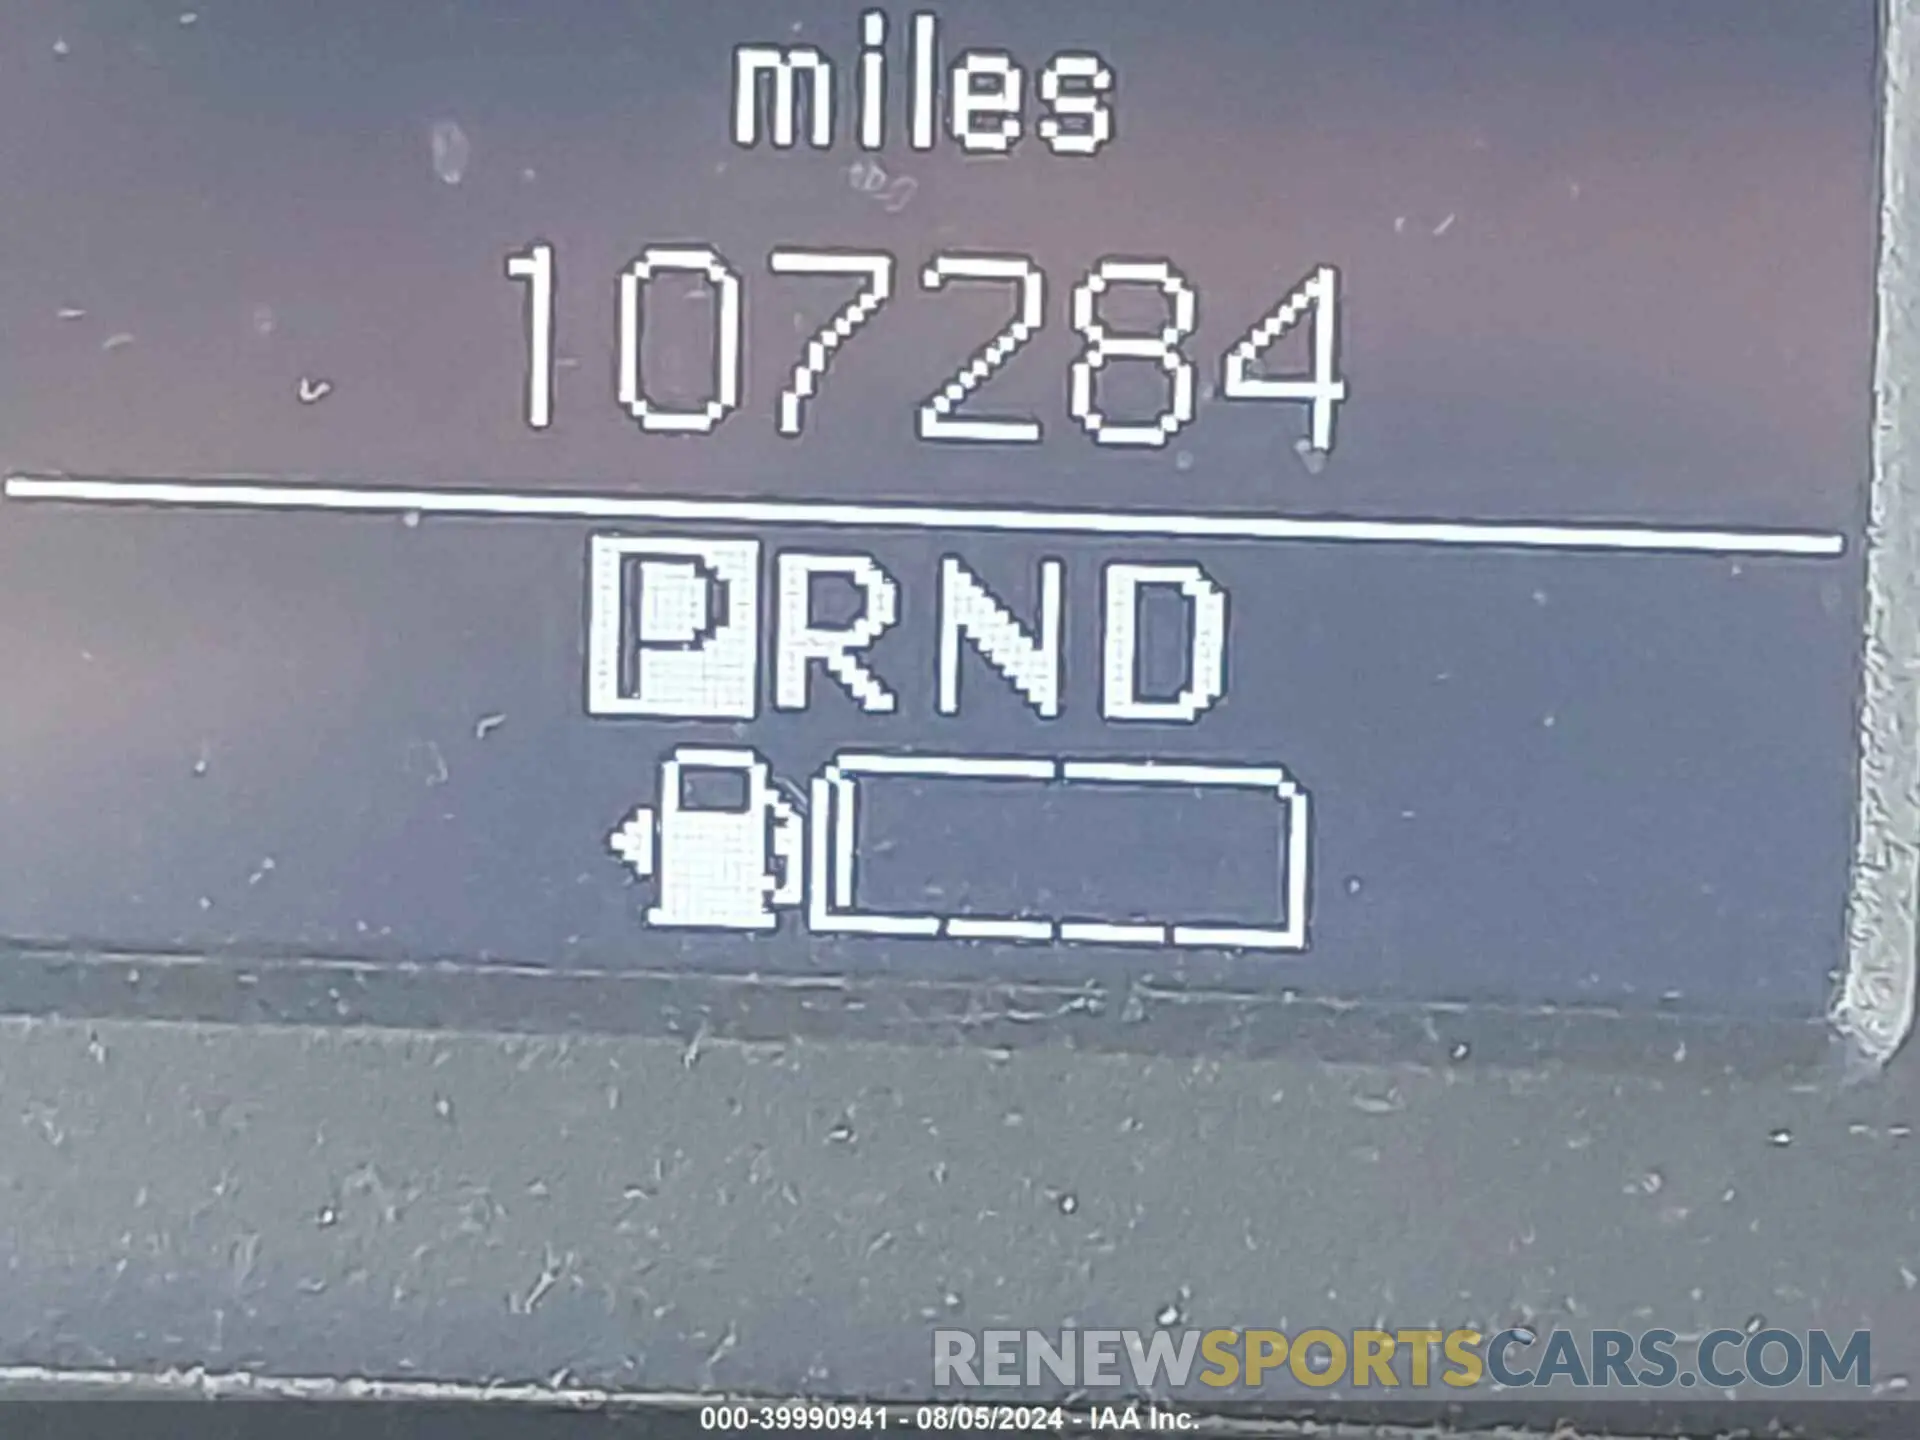 miles
107284
PRND
RENEWSPORTSCARS.COM
000-39990941 - 08/05/2024 - IAA Inc.